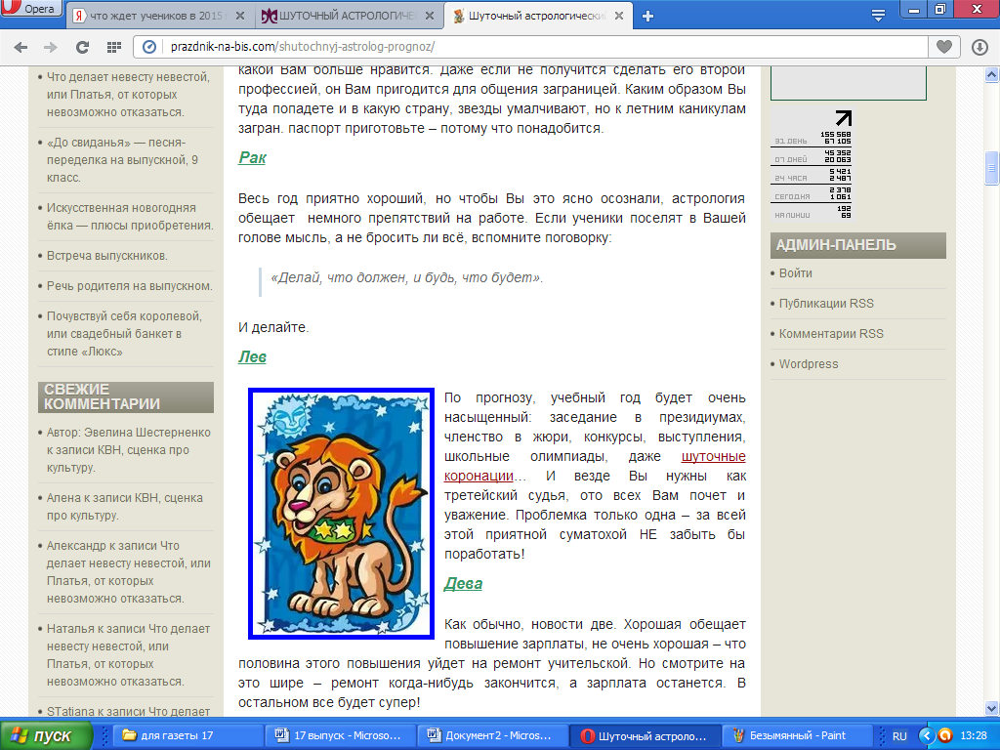 Opera
что ждет учеников в 2015
ШУТОЧНЫЙ АСТРОЛОГИЧЕ
Шуточный астрологически
prazdnik-na-bis.com/shutochnyj-astrolog-prognoz/
Что делает невесту невестой,
или Платья, от которых
невозможно отказаться.
«До свиданья» — песня-
переделка на выпускной, 9
класс.
Искусственная новогодняя
ёлка — плюсы приобретения.
Встреча выпускников.
Речь родителя на выпускном.
Почувствуй себя королевой,
или свадебный банкет в
стиле «Люкс»
СВЕЖИЕ
КОММЕНТАРИИ
Автор: Эвелина Шестерненко
к записи КВН, сценка про
культуру.
Алена к записи КВН, сценка
про культуру.
Александр к записи Что
делает невесту невестой, или
Платья, от которых
невозможно отказаться.
Наталья к записи Что делает
невесту невестой, или
Платья, от которых
невозможно отказаться.
STatiana к записи Что делает
какой Вам больше нравится. Даже если не получится сделать его второй
профессией, он Вам пригодится для общения заграницей. Каким образом Вы
туда попадете и в какую страну, звезды умалчивают, но к летним каникулам
загран. паспорт приготовьте – потому что понадобится.
Рак
Весь год приятно хороший, но чтобы Вы это ясно осознали, астрология
обещает немного препятствий на работе. Если ученики поселят в Вашей
голове мысль, а не бросить ли всё, вспомните поговорку:
«Делай, что должен, и будь, что будет».
И делайте.
Лев
По прогнозу, учебный год будет очень
насыщенный: заседание в президиумах,
членство в жюри, конкурсы, выступления,
школьные олимпиады, даже шуточные
коронации… И везде Вы нужны как
третейский судья, ото всех Вам почет и
уважение. Проблемка только одна – за всей
этой приятной суматохой НЕ забыть бы
поработать!
Дева
Как обычно, новости две. Хорошая обещает
повышение зарплаты, не очень хорошая – что
половина этого повышения уйдет на ремонт учительской. Но смотрите на
это шире – ремонт когда-нибудь закончится, а зарплата останется. В
остальном все будет супер!
155 568
31 ДЕНЬ 67 105
45 352
07 ДНЕЙ 20 063
5 421
24 ЧАСА 2 487
2 378
СЕГОДНЯ 1 061
192
НА ЛИНИИ 69
АДМИН-ПАНЕЛЬ
Войти
Публикации RSS
Комментарии RSS
Wordpress
пуск
для газеты 17
17 выпуск - Microso...
Документ2 - Micros...
Шуточный астроло...
Безымянный - Paint
RU
13:28